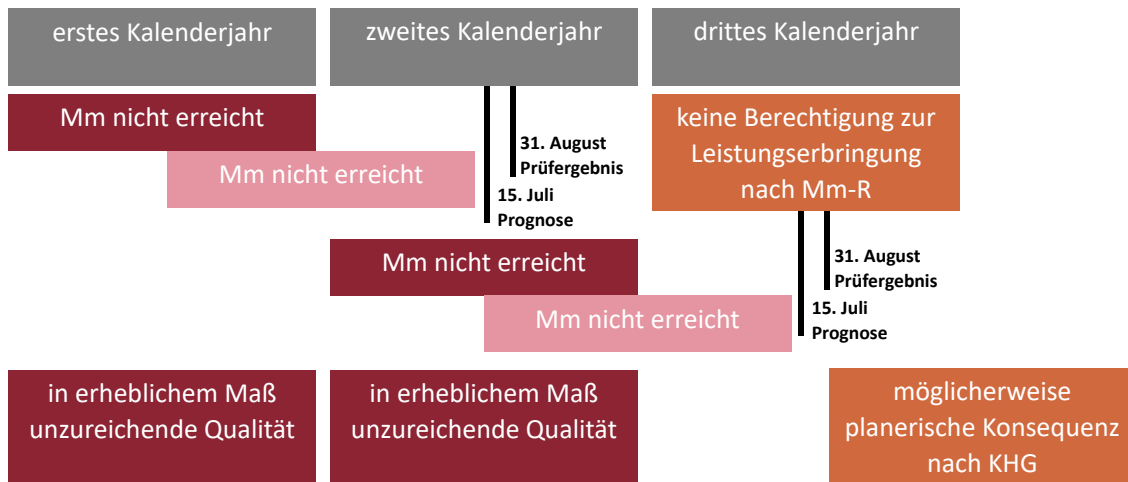 erstes Kalenderjahr
zweites Kalenderjahr
drittes Kalenderjahr
Mm nicht erreicht
keine Berechtigung zur
Leistungserbringung
nach Mm-R
Mm nicht erreicht
31. August
Prüfergebnis
15. Juli
Prognose
Mm nicht erreicht
31. August
Prüfergebnis
Mm nicht erreicht
15. Juli
Prognose
in erheblichem Maß
unzureichende Qualität
in erheblichem Maß
unzureichende Qualität
möglicherweise
planerische Konsequenz
nach KHG